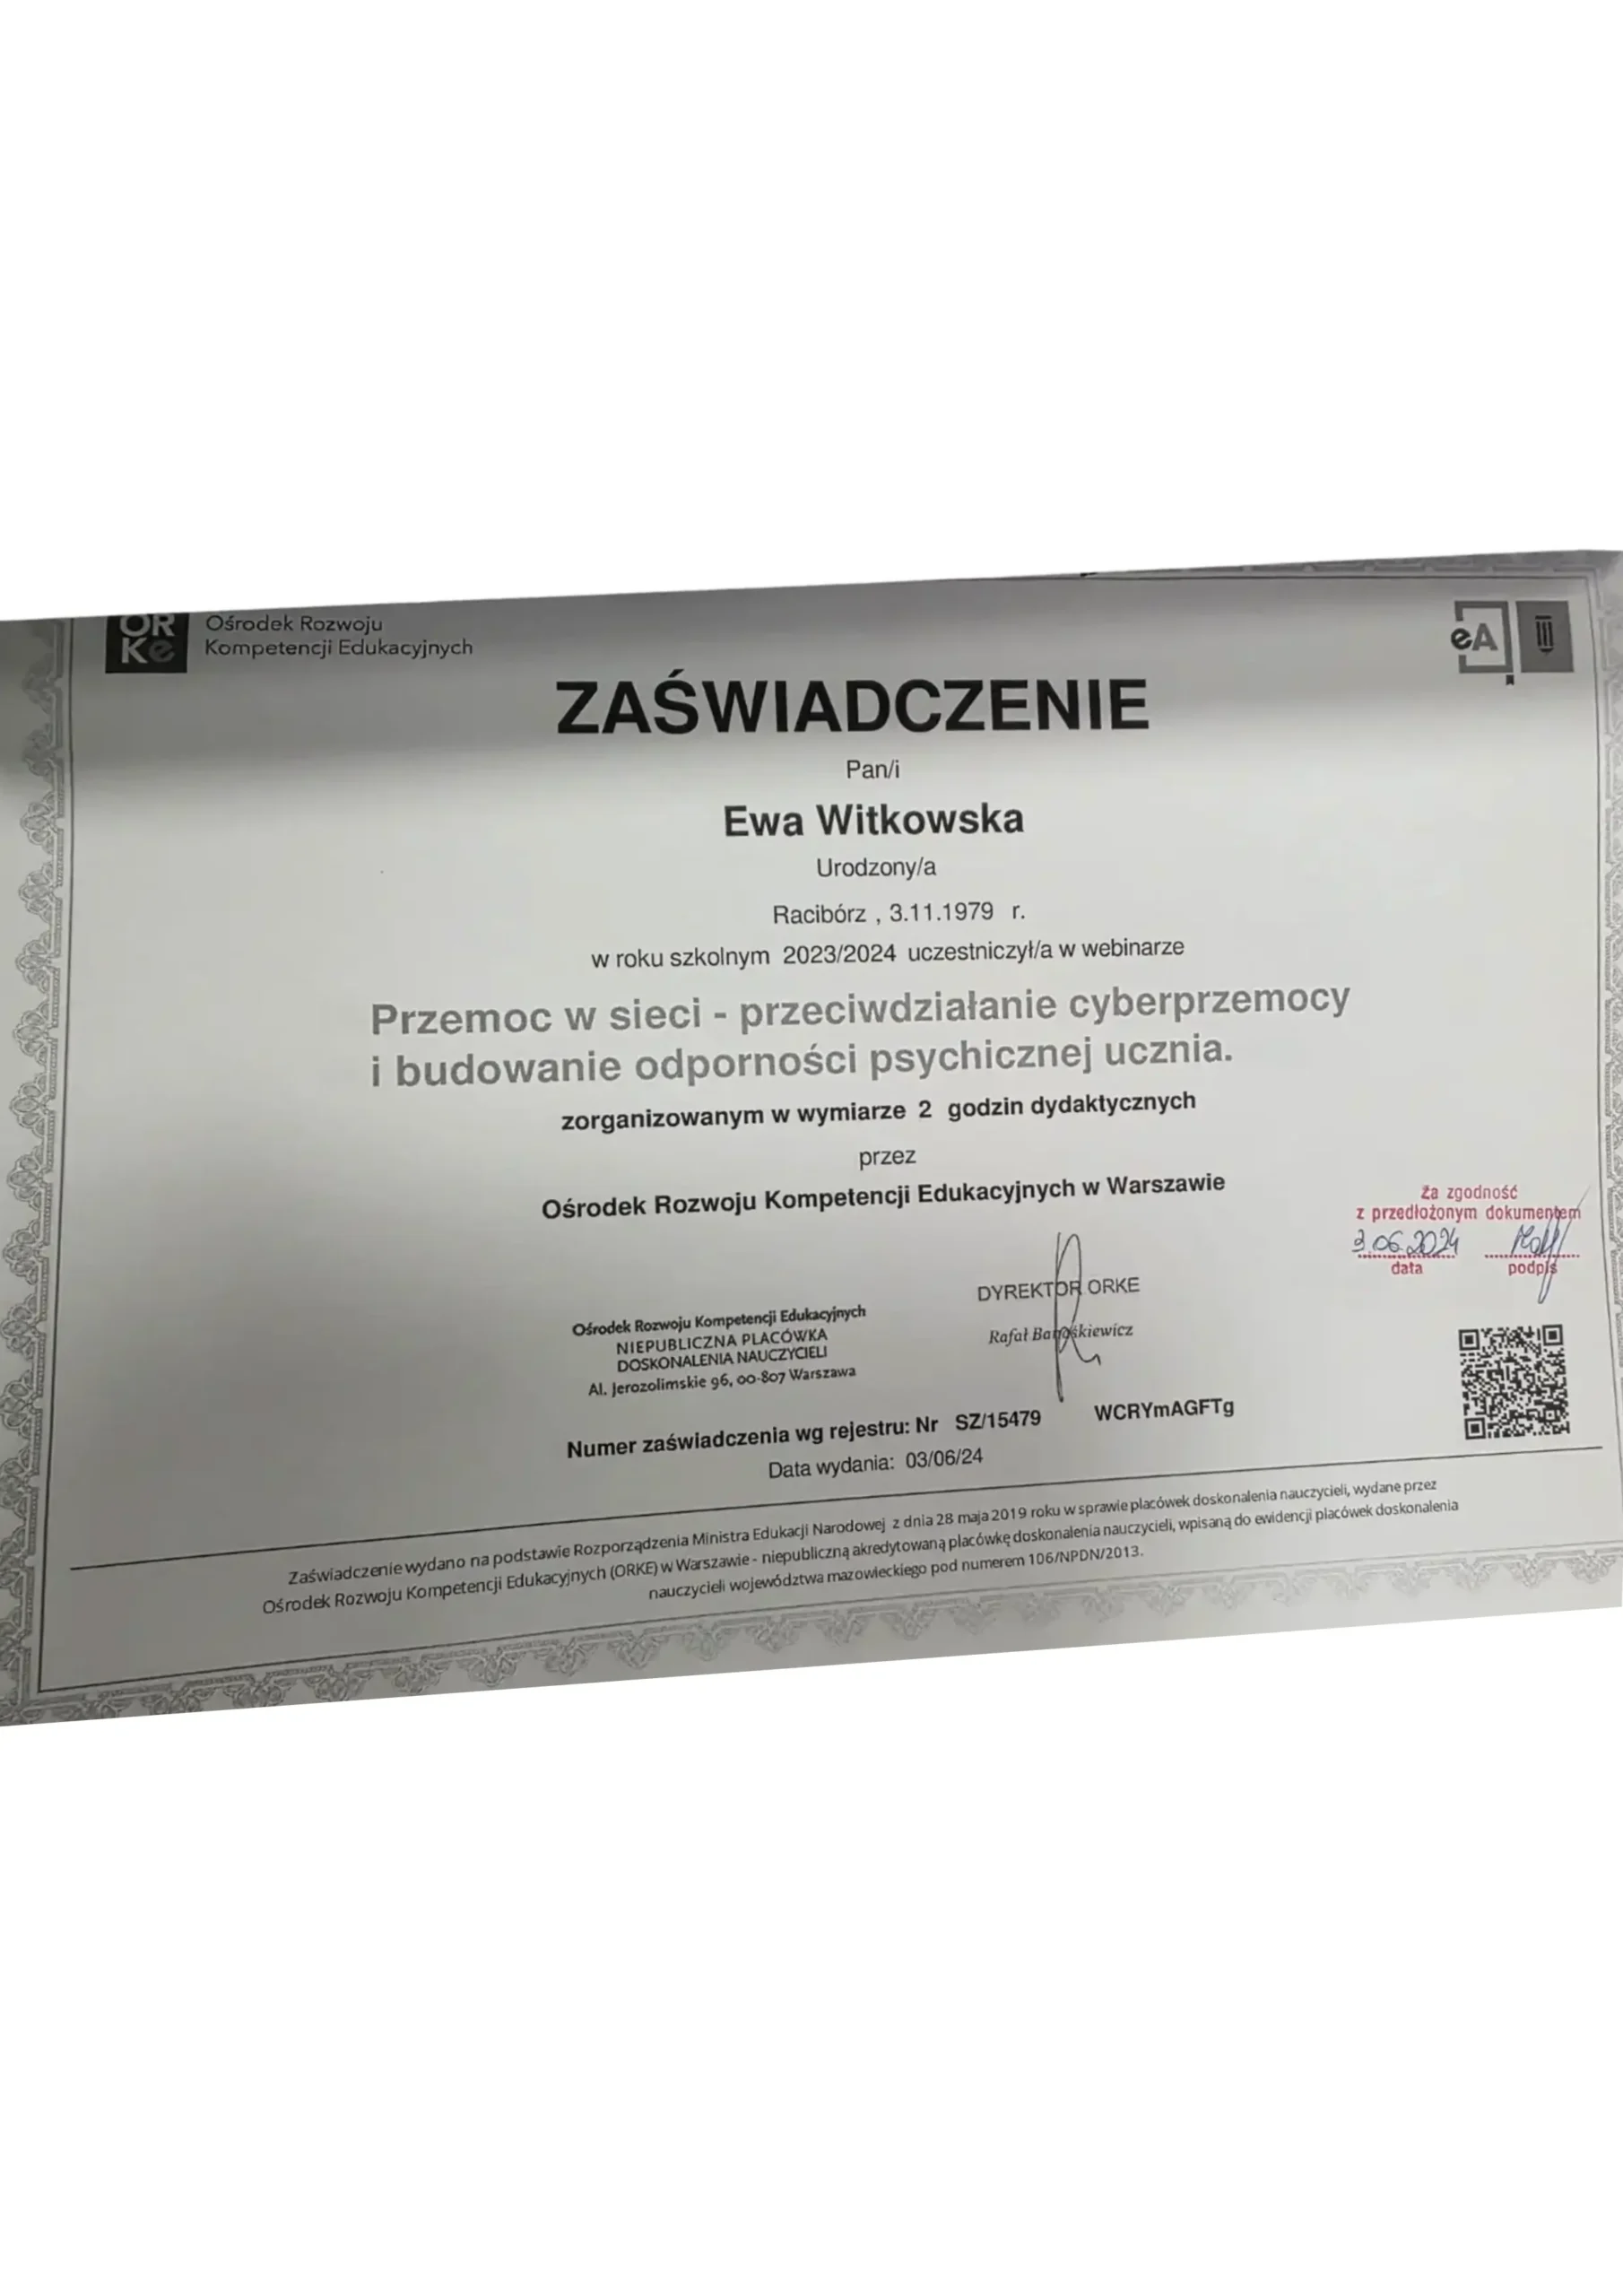 ORKe
Ośrodek Rozwoju
Kompetencji Edukacyjnych
eA
ZAŚWIADCZENIE
Pan/i
Ewa Witkowska
Urodzony/a
Racibórz , 3.11.1979 r.
w roku szkolnym 2023/2024 uczestniczył/a w webinarze
Przemoc w sieci - przeciwdziałanie cyberprzemocy
i budowanie odporności psychicznej ucznia.
zorganizowanym w wymiarze 2 godzin dydaktycznych
przez
Ośrodek Rozwoju Kompetencji Edukacyjnych w Warszawie
Za zgodność
z przedłożonym dokumentem
3.06.2024
data podpis
Ośrodek Rozwoju Kompetencji Edukacyjnych
NIEPUBLICZNA PLACÓWKA
DOSKONALENIA NAUCZYCIELI
Al. Jerozolimskie 96, 00-807 Warszawa
DYREKTOR ORKE
Rafał
Numer zaświadczenia wg rejestru: Nr SZ/15479 WCRYmAGFTg
Data wydania: 03/06/24
Zaświadczenie wydano na podstawie Rozporządzenia Ministra Edukacji Narodowej z dnia 28 maja 2019 roku w sprawie placówek doskonalenia nauczycieli, wydane przez
Ośrodek Rozwoju Kompetencji Edukacyjnych (ORKE) w Warszawie - niepubliczną akredytowaną placówkę doskonalenia nauczycieli, wpisaną do ewidencji placówek doskonalenia
nauczycieli województwa mazowieckiego pod numerem 106/NPDN/2013.